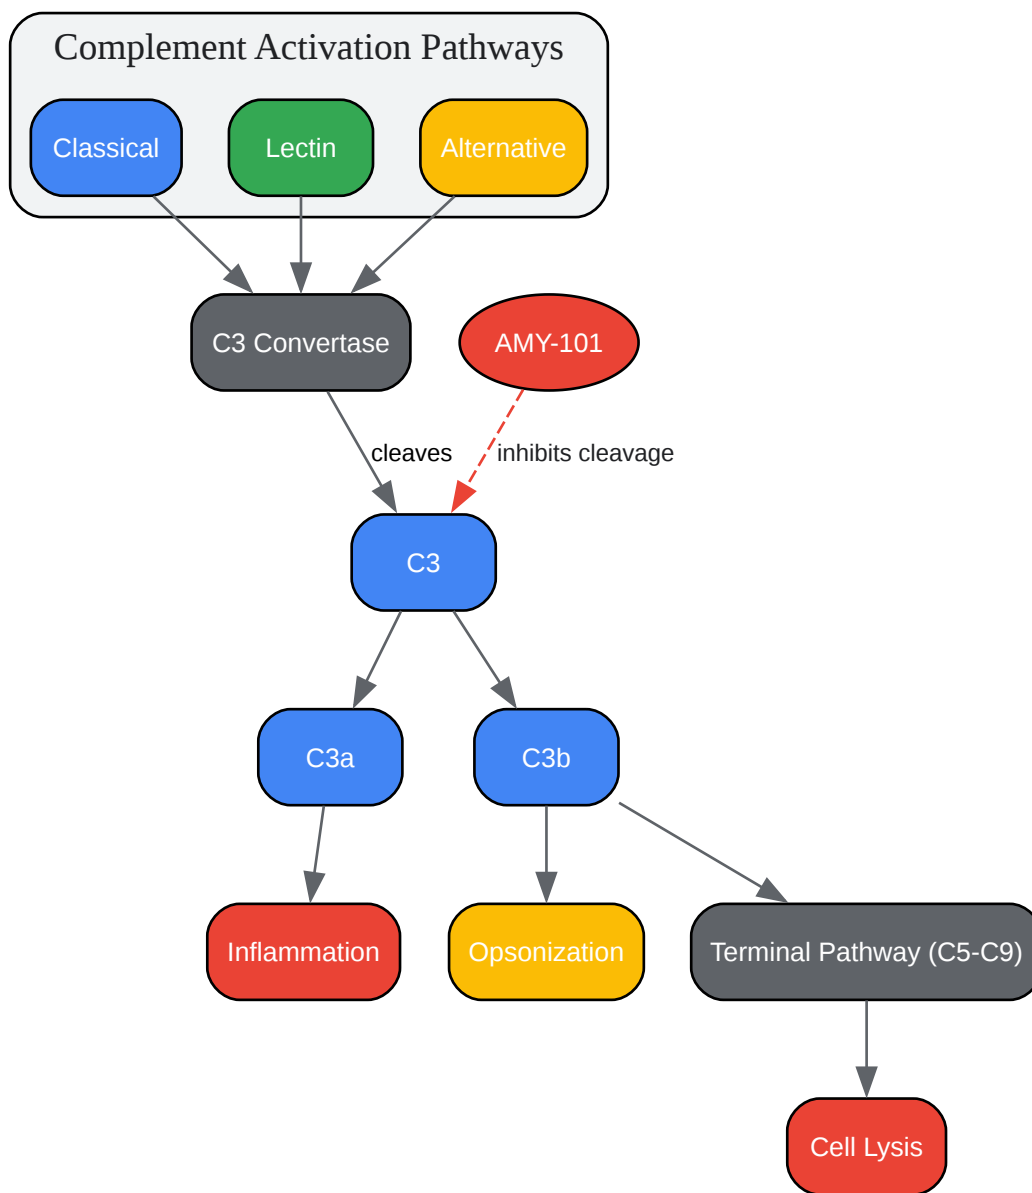 Complement Activation Pathways
Classical
Lectin
Alternative
C3 Convertase
AMY-101
cleaves
inhibits cleavage
C3
C3a
C3b
Inflammation
Opsonization
Terminal Pathway (C5-C9)
Cell Lysis